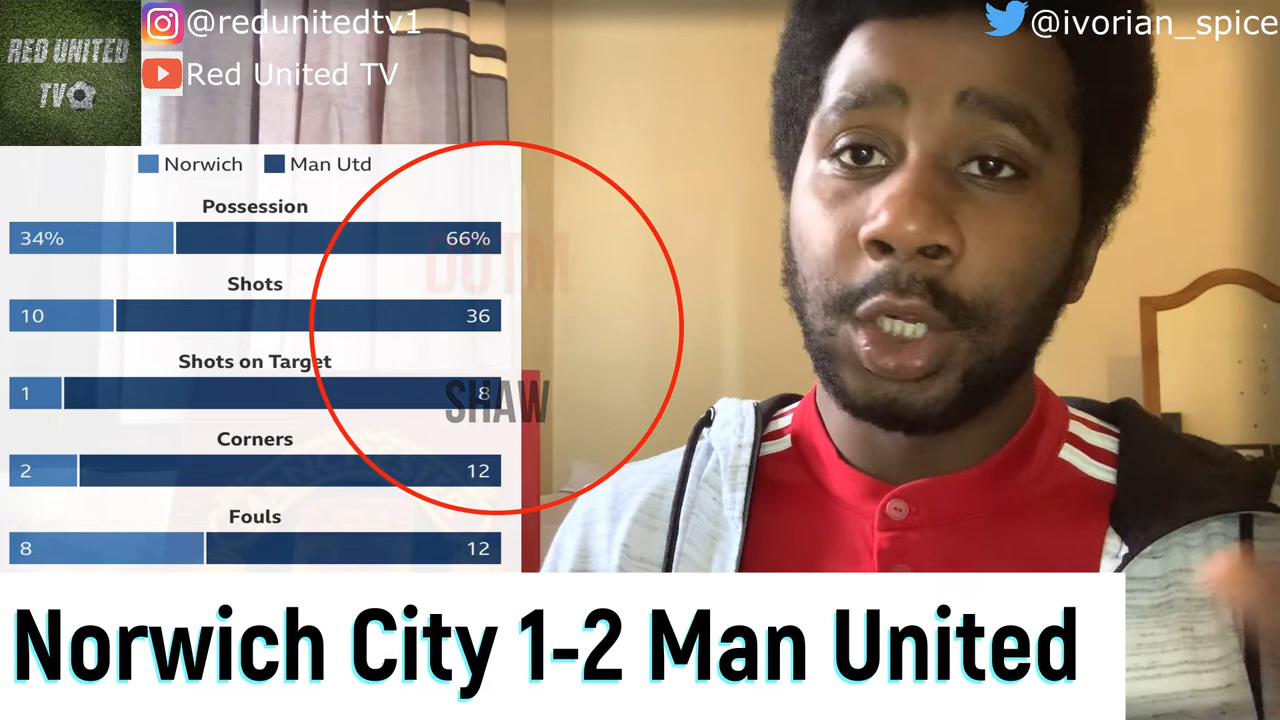 RED UNITED
TV
@redunitedtv1
Red United TV
@ivorian_spice
Norwich
Man Utd
Possession
34%
66%
DOTM
Shots
10
36
Shots on Target
1
8
SHAW
Corners
2
12
Fouls
8
12
Norwich City 1-2 Man United